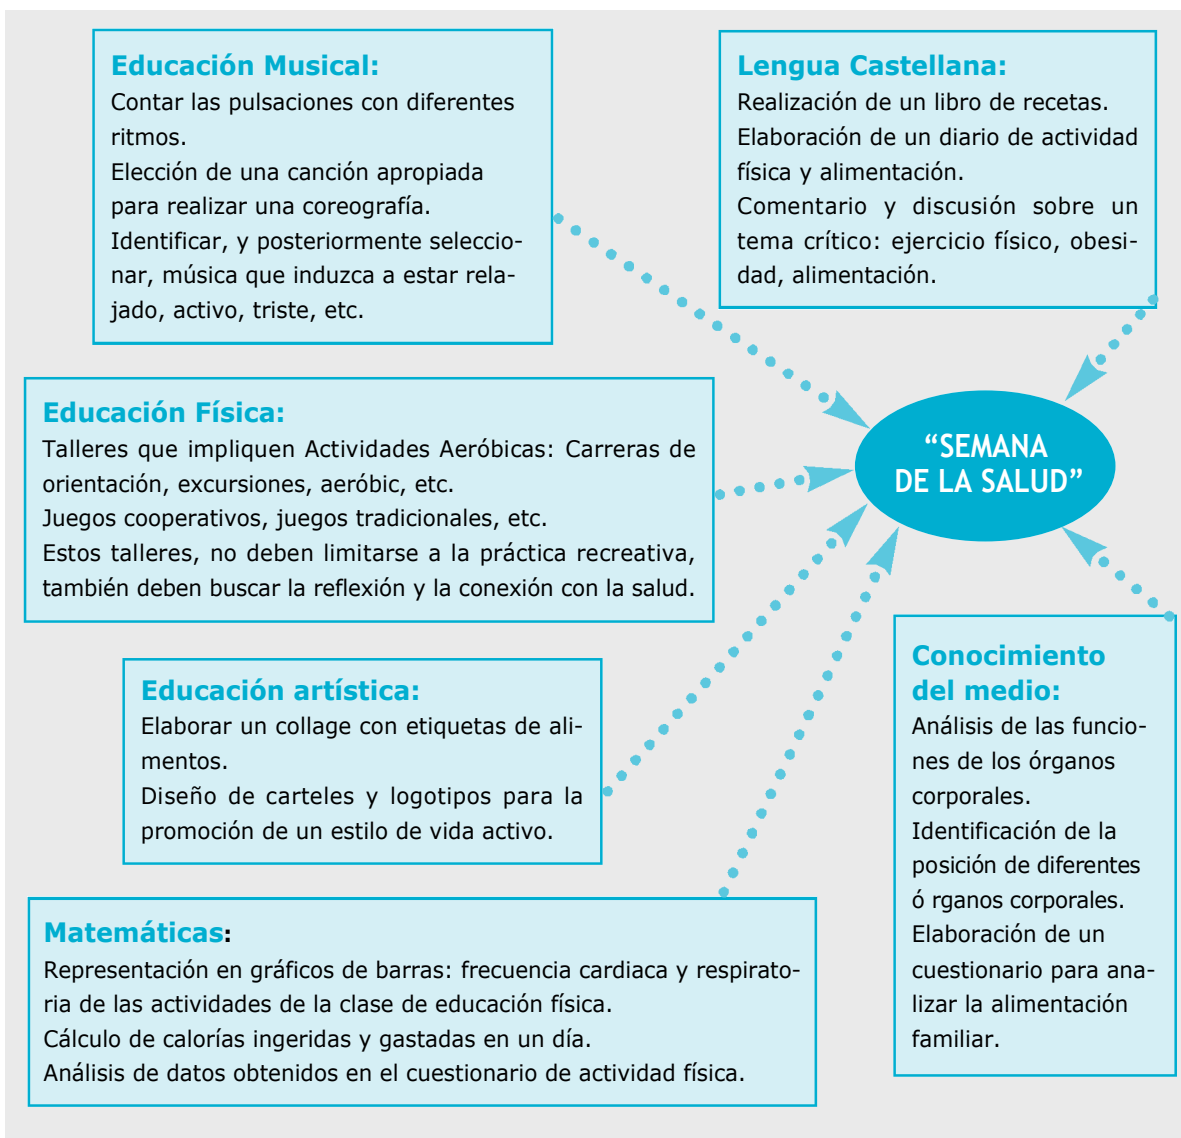 Educación Musical:
Contar las pulsaciones con diferentes
ritmos.
Elección de una canción apropiada
para realizar una coreografía.
Identificar, y posteriormente seleccio-
nar, música que induzca a estar rela-
jado, activo, triste, etc.
Lengua Castellana:
Realización de un libro de recetas.
Elaboración de un diario de actividad
física y alimentación.
Comentario y discusión sobre un
tema crítico: ejercicio físico, obesi-
dad, alimentación.
Educación Física:
Talleres que impliquen Actividades Aeróbicas: Carreras de
orientación, excursiones, aeróbic, etc.
Juegos cooperativos, juegos tradicionales, etc.
Estos talleres, no deben limitarse a la práctica recreativa,
también deben buscar la reflexión y la conexión con la salud.
“SEMANA
DE LA SALUD”
Educación artística:
Elaborar un collage con etiquetas de ali-
mentos.
Diseño de carteles y logotipos para la
promoción de un estilo de vida activo.
Conocimiento
del medio:
Análisis de las funcio-
nes de los órganos
corporales.
Identificación de la
posición de diferentes
ó rganos corporales.
Elaboración de un
cuestionario para ana-
lizar la alimentación
familiar.
Matemáticas:
Representación en gráficos de barras: frecuencia cardiaca y respirato-
ria de las actividades de la clase de educación física.
Cálculo de calorías ingeridas y gastadas en un día.
Análisis de datos obtenidos en el cuestionario de actividad física.